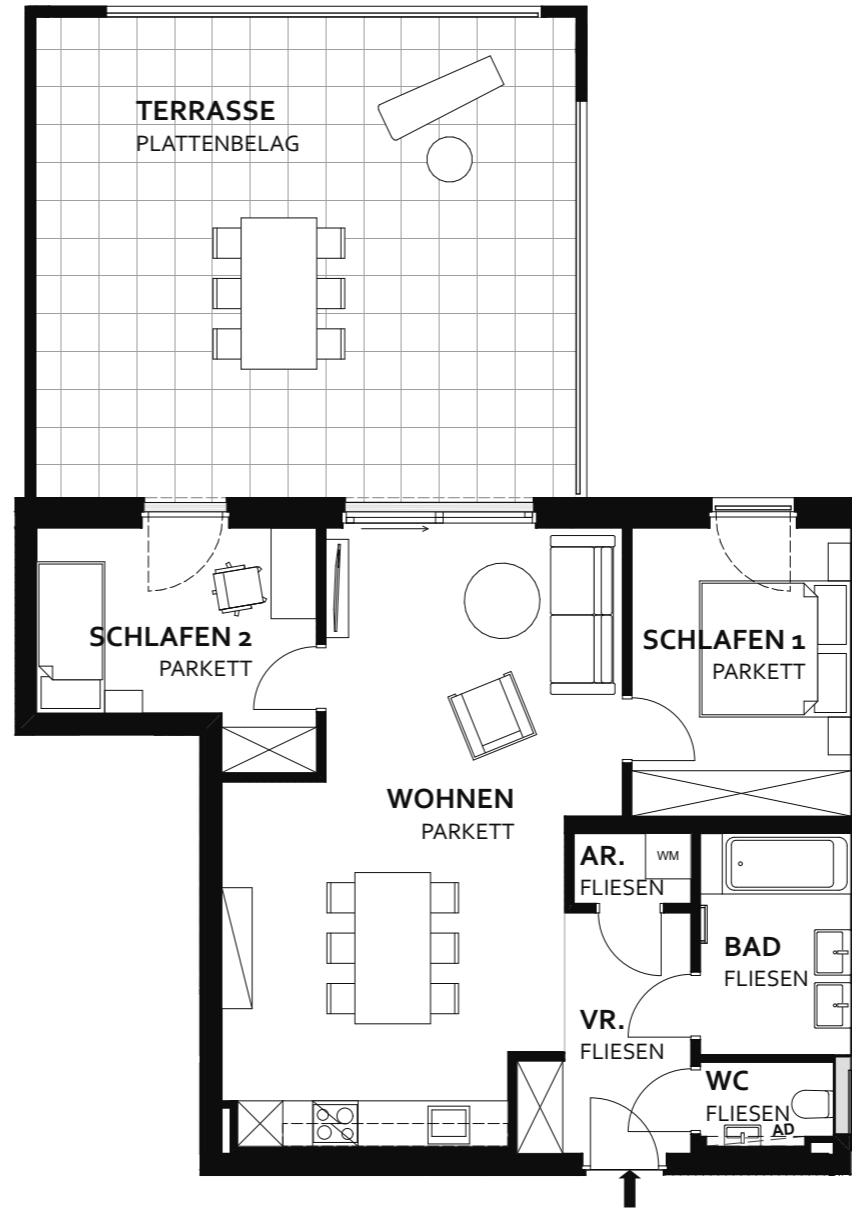 TERRASSE
PLATTENBELAG
SCHLAFEN 2
PARKETT
SCHLAFEN 1
PARKETT
WOHNEN
PARKETT
AR.
WM
FLIESEN
BAD
FLIESEN
VR.
FLIESEN
WC
FLIESEN
AD